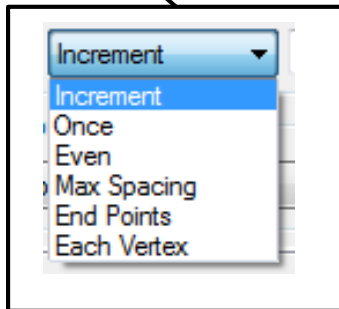 Increment
Increment
Once
Even
Max Spacing
End Points
Each Vertex